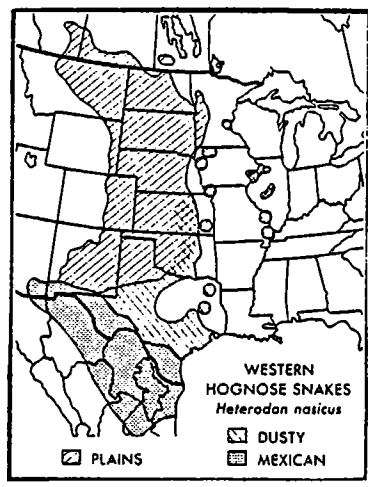 WESTERN
HOGNOSE SNAKES
Heterodon nasicus
DUSTY
PLAINS
MEXICAN